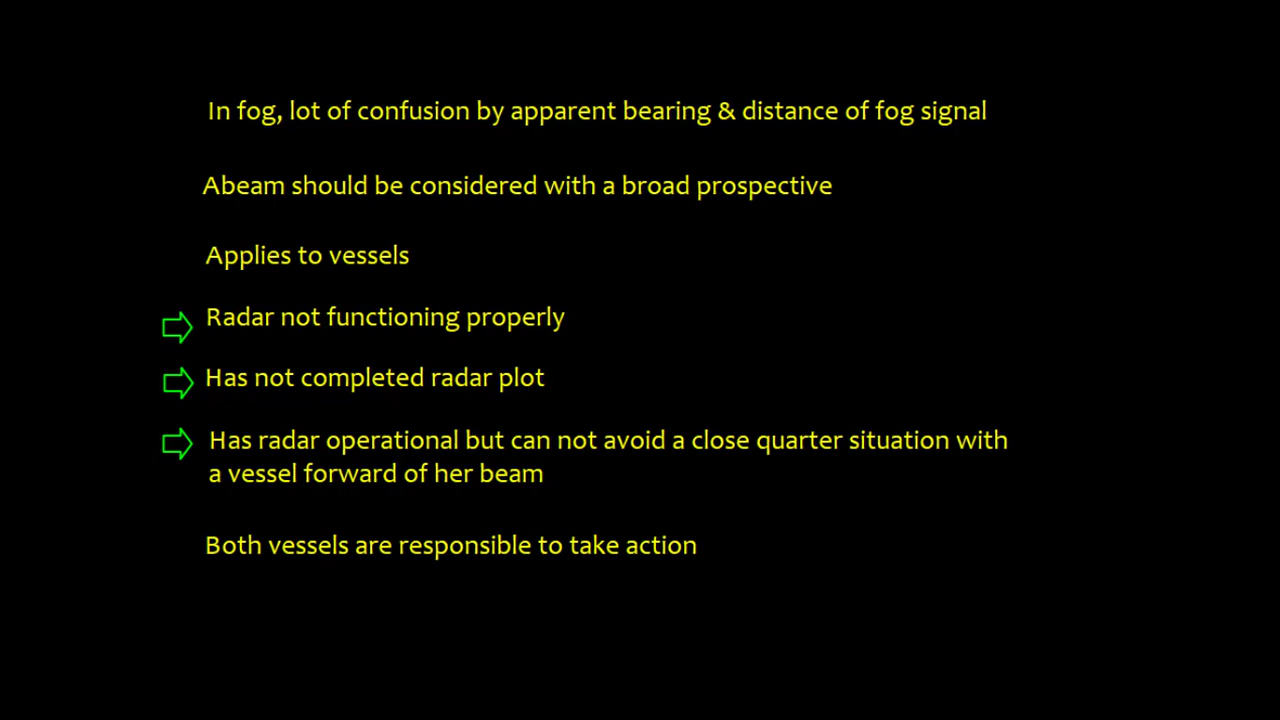 In fog, lot of confusion by apparent bearing & distance of fog signal
Abeam should be considered with a broad prospective
Applies to vessels
Radar not functioning properly
Has not completed radar plot
Has radar operational but can not avoid a close quarter situation with
a vessel forward of her beam
Both vessels are responsible to take action